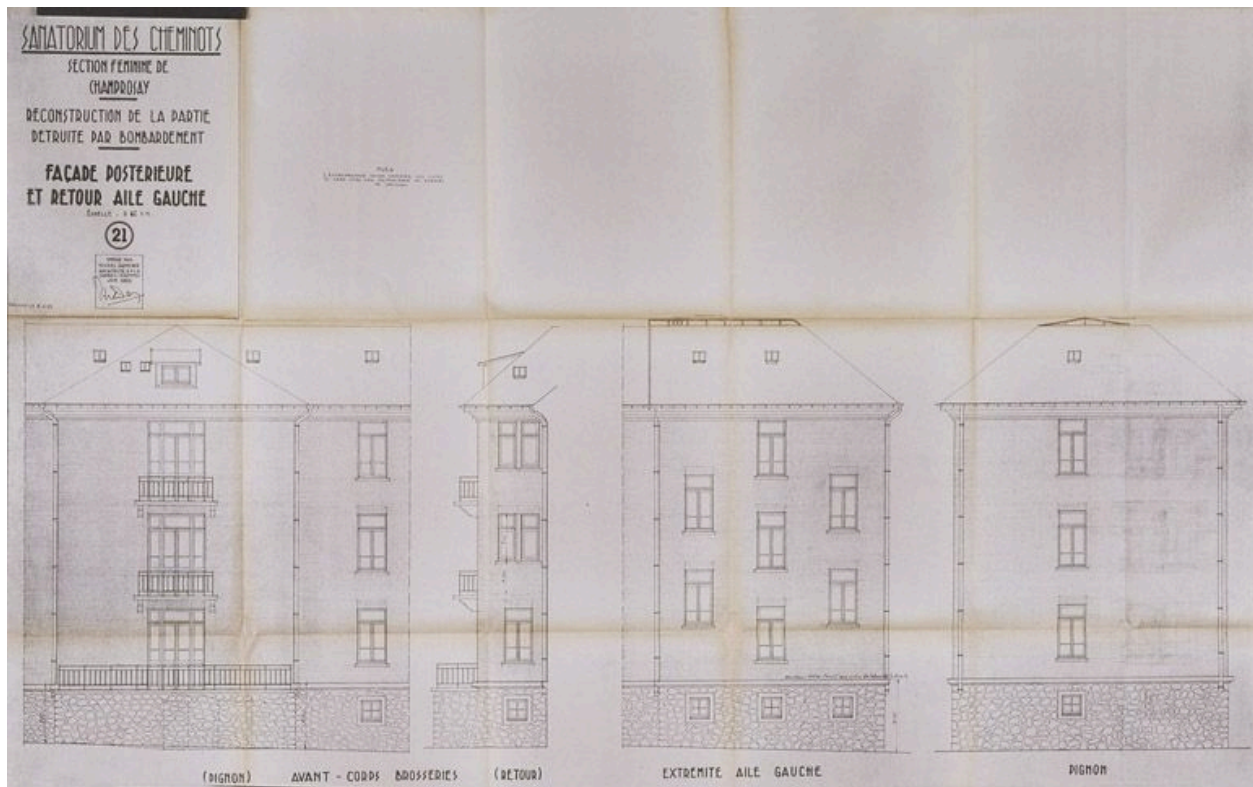 SANATORIUM DES CHEMINOTS
SECTION FEMININE DE
CHAMPROSAY
RECONSTRUCTION DE LA PARTIE
DETRUITE PAR BOMBARDEMENT
FAÇADE POSTERIEURE
ET RETOUR AILE GAUCHE
21
(PIGNON) AVANT-CORPS BROSSERIES (RETOUR)
EXTREMITE AILE GAUCHE
PIGNON